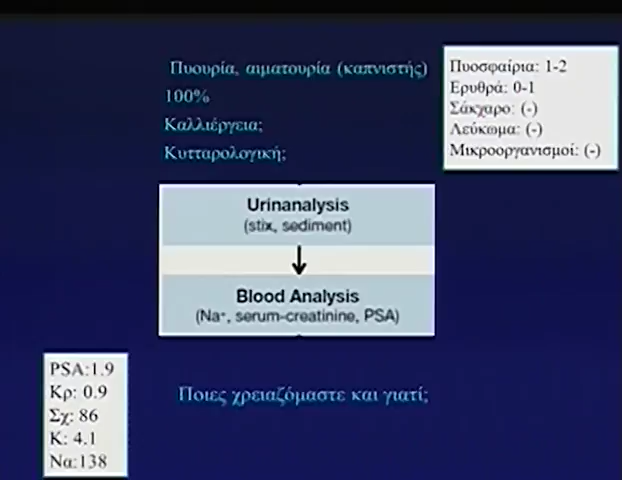 Πυουρία, αιματουρία (καπνιστής)
100%
Καλλιέργεια;
Κυτταρολογική;
Πυοσφαίρια: 1-2
Ερυθρά: 0-1
Σάκχαρο: (-)
Λεύκωμα: (-)
Μικροοργανισμοί: (-)
Urinanalysis
(stix, sediment)
Blood Analysis
(Na⁺, serum-creatinine, PSA)
PSA:1.9
Κρ: 0.9
Σχ: 86
Κ: 4.1
Να:138
Ποιες χρειαζόμαστε και γιατί;